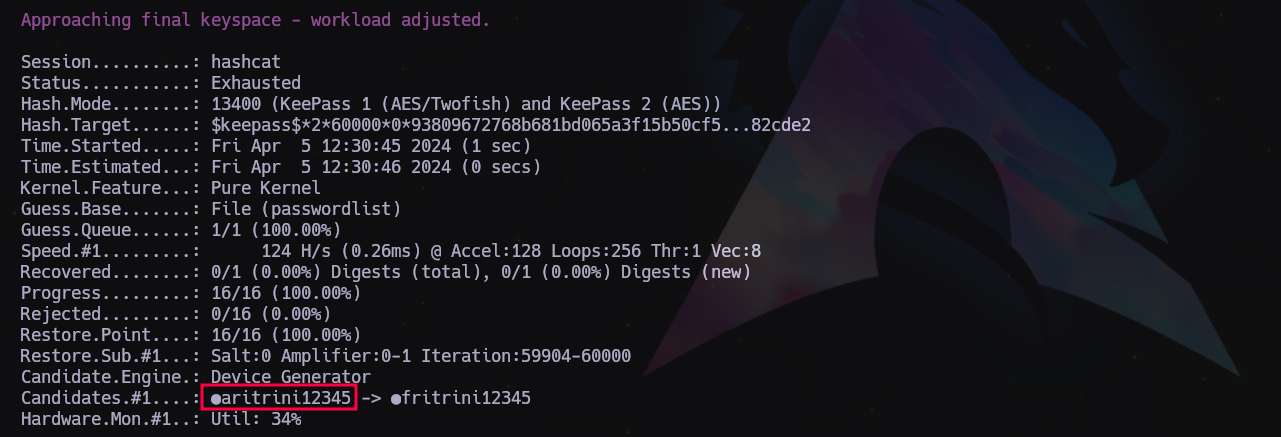 Approaching final keyspace - workload adjusted.
Session..........: hashcat
Status...........: Exhausted
Hash.Mode........: 13400 (KeePass 1 (AES/Twofish) and KeePass 2 (AES))
Hash.Target......: $keepass$*2*60000*0*93809672768b681bd065a3f15b50cf5...82cde2
Time.Started.....: Fri Apr  5 12:30:45 2024 (1 sec)
Time.Estimated...: Fri Apr  5 12:30:46 2024 (0 secs)
Kernel.Feature...: Pure Kernel
Guess.Base.......: File (passwordlist)
Guess.Queue......: 1/1 (100.00%)
Speed.#1.........:      124 H/s (0.26ms) @ Accel:128 Loops:256 Thr:1 Vec:8
Recovered........: 0/1 (0.00%) Digests (total), 0/1 (0.00%) Digests (new)
Progress.........: 16/16 (100.00%)
Rejected.........: 0/16 (0.00%)
Restore.Point....: 16/16 (100.00%)
Restore.Sub.#1...: Salt:0 Amplifier:0-1 Iteration:59904-60000
Candidate.Engine.: Device Generator
Candidates.#1....: ●aritrini12345 -> ●fritrini12345
Hardware.Mon.#1..: Util: 34%